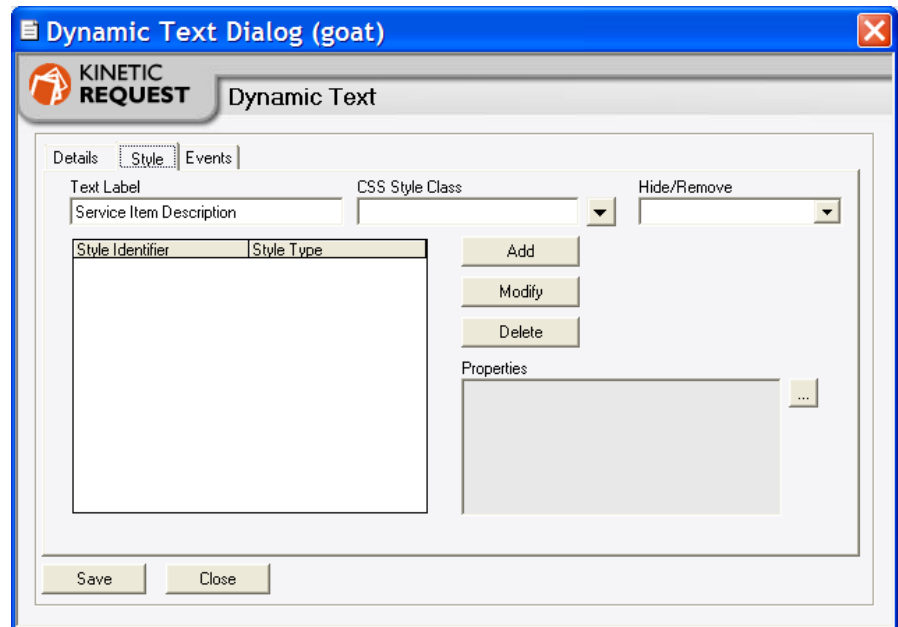 Dynamic Text Dialog (goat)
KINETIC
REQUEST
Dynamic Text
Details Style Events
Text Label CSS Style Class Hide/Remove
Service Item Description
Style Identifier Style Type
Add
Modify
Delete
Properties
...
Save Close